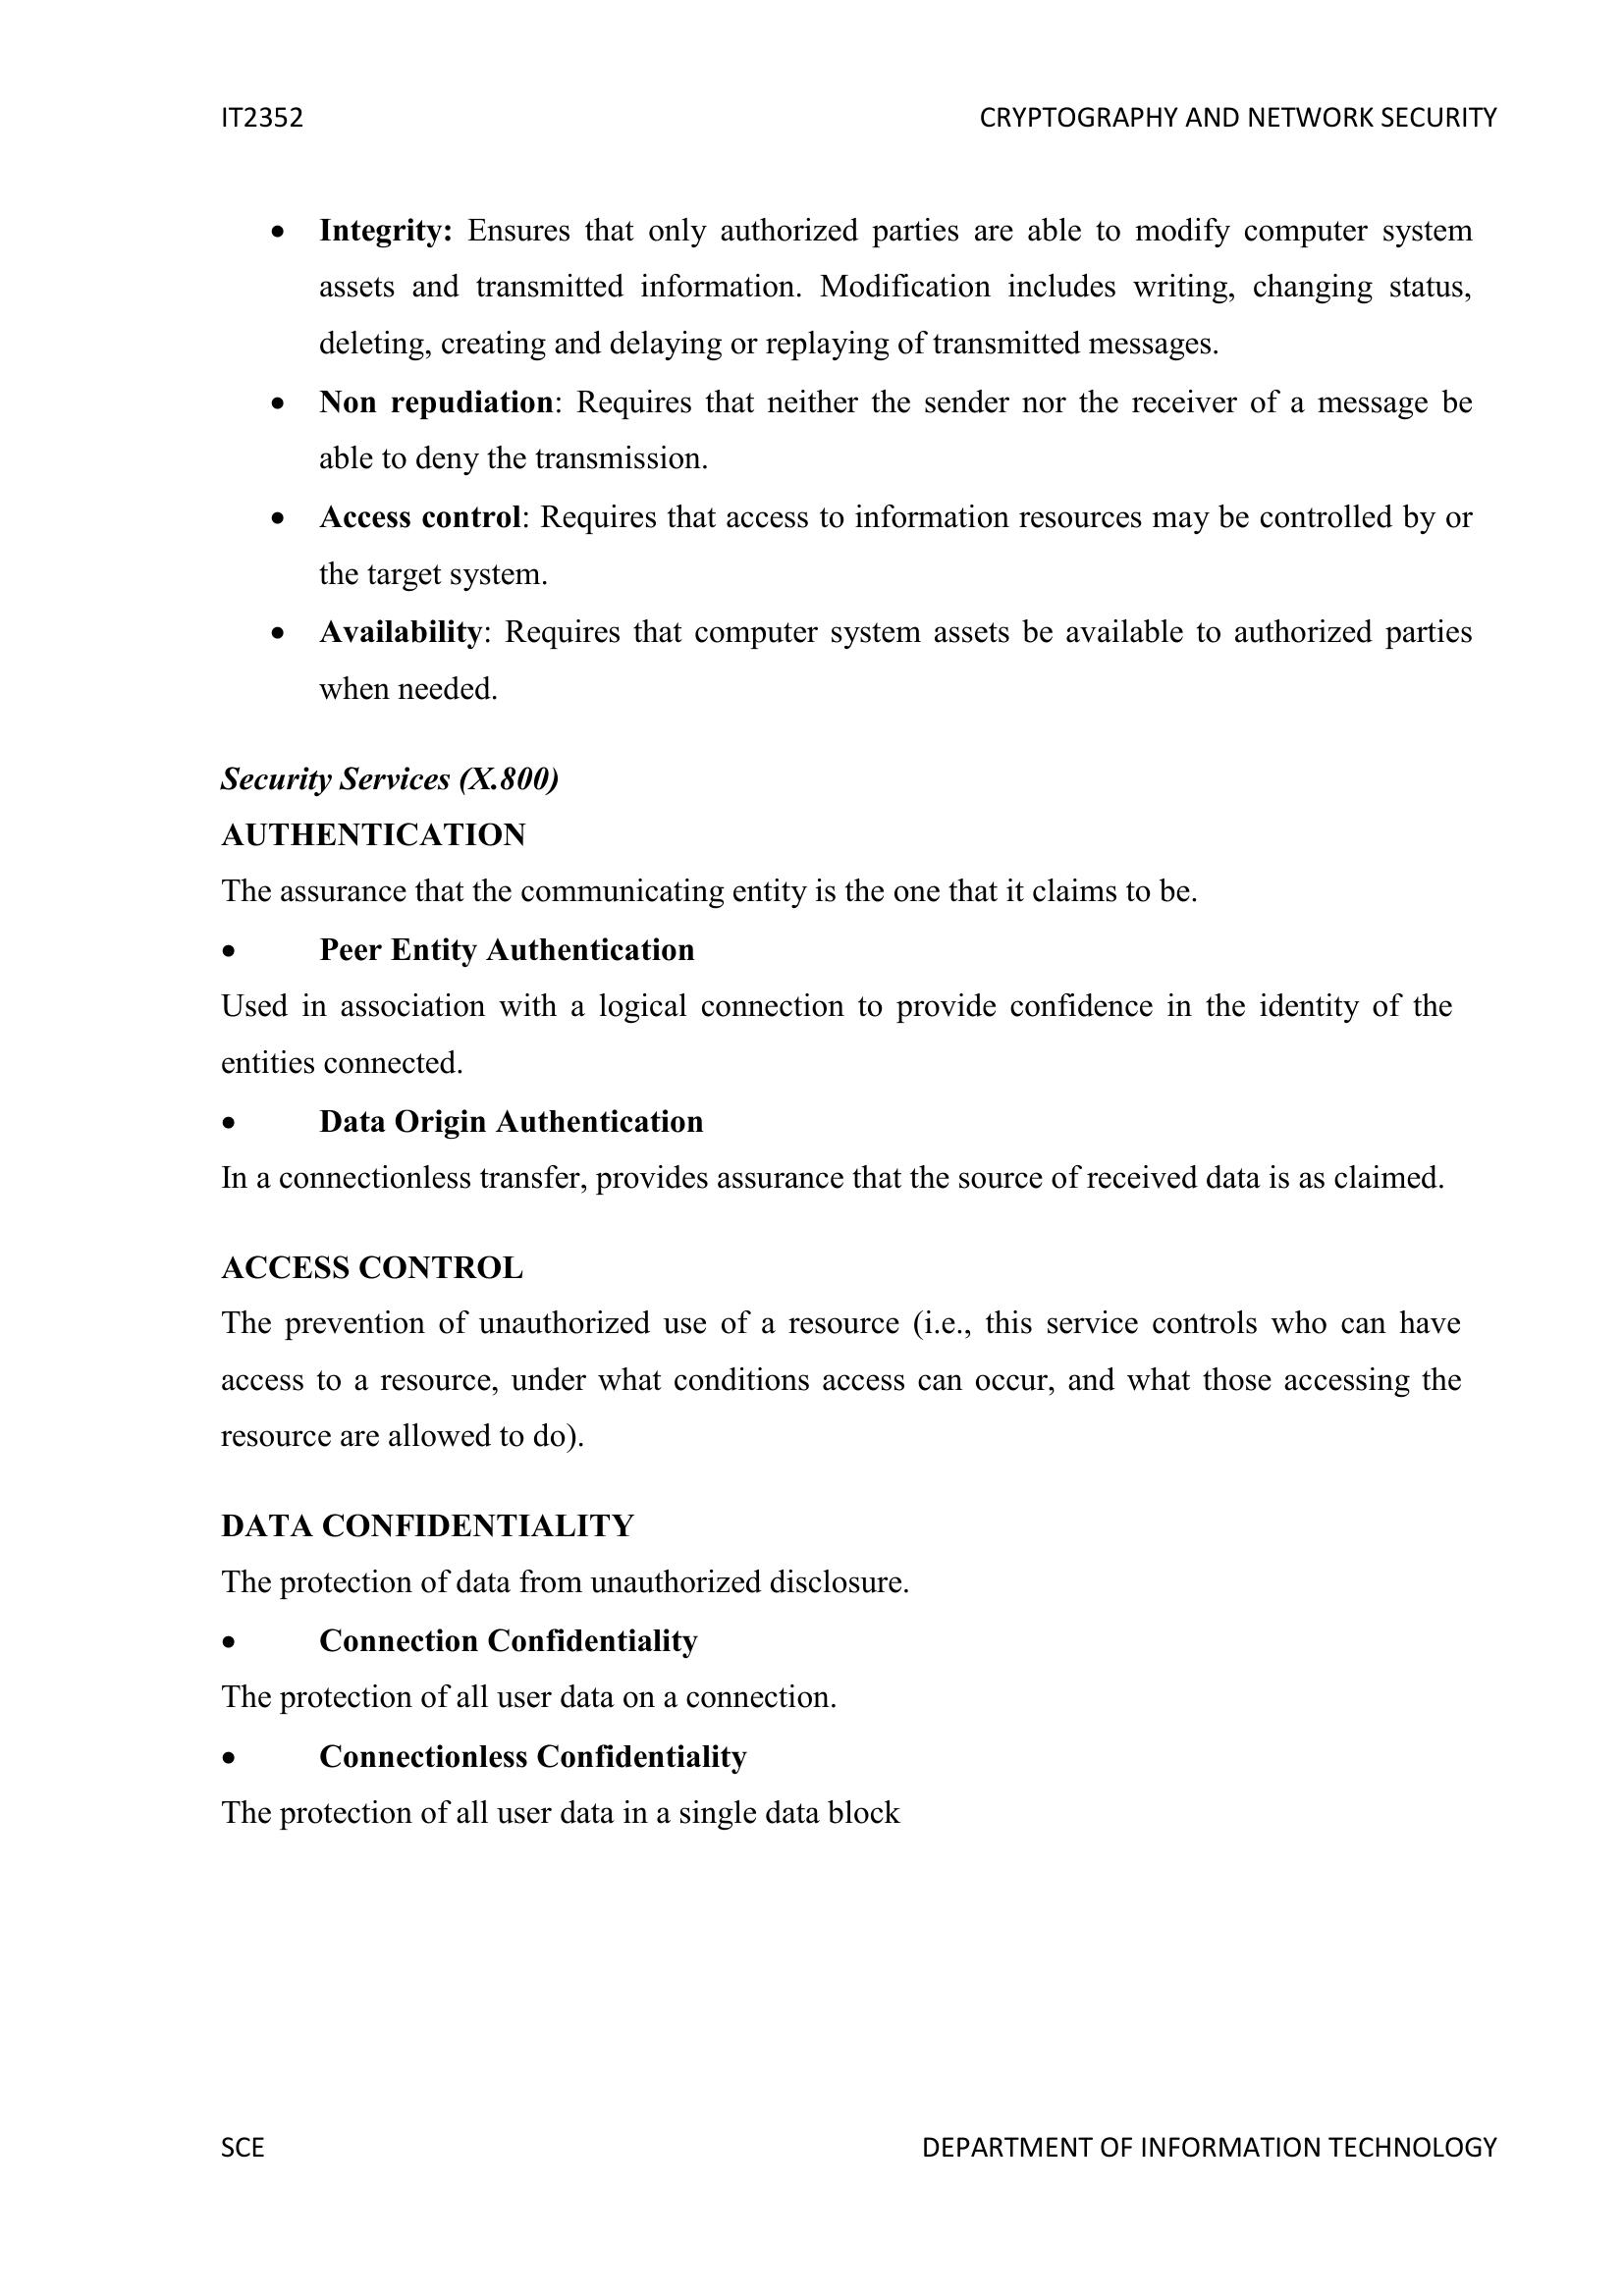 IT2352 CRYPTOGRAPHY AND NETWORK SECURITY
• Integrity: Ensures that only authorized parties are able to modify computer system
assets and transmitted information. Modification includes writing, changing status,
deleting, creating and delaying or replaying of transmitted messages.
• Non repudiation: Requires that neither the sender nor the receiver of a message be
able to deny the transmission.
• Access control: Requires that access to information resources may be controlled by or
the target system.
• Availability: Requires that computer system assets be available to authorized parties
when needed.
Security Services (X.800)
AUTHENTICATION
The assurance that the communicating entity is the one that it claims to be.
• Peer Entity Authentication
Used in association with a logical connection to provide confidence in the identity of the
entities connected.
• Data Origin Authentication
In a connectionless transfer, provides assurance that the source of received data is as claimed.
ACCESS CONTROL
The prevention of unauthorized use of a resource (i.e., this service controls who can have
access to a resource, under what conditions access can occur, and what those accessing the
resource are allowed to do).
DATA CONFIDENTIALITY
The protection of data from unauthorized disclosure.
• Connection Confidentiality
The protection of all user data on a connection.
• Connectionless Confidentiality
The protection of all user data in a single data block
SCE DEPARTMENT OF INFORMATION TECHNOLOGY